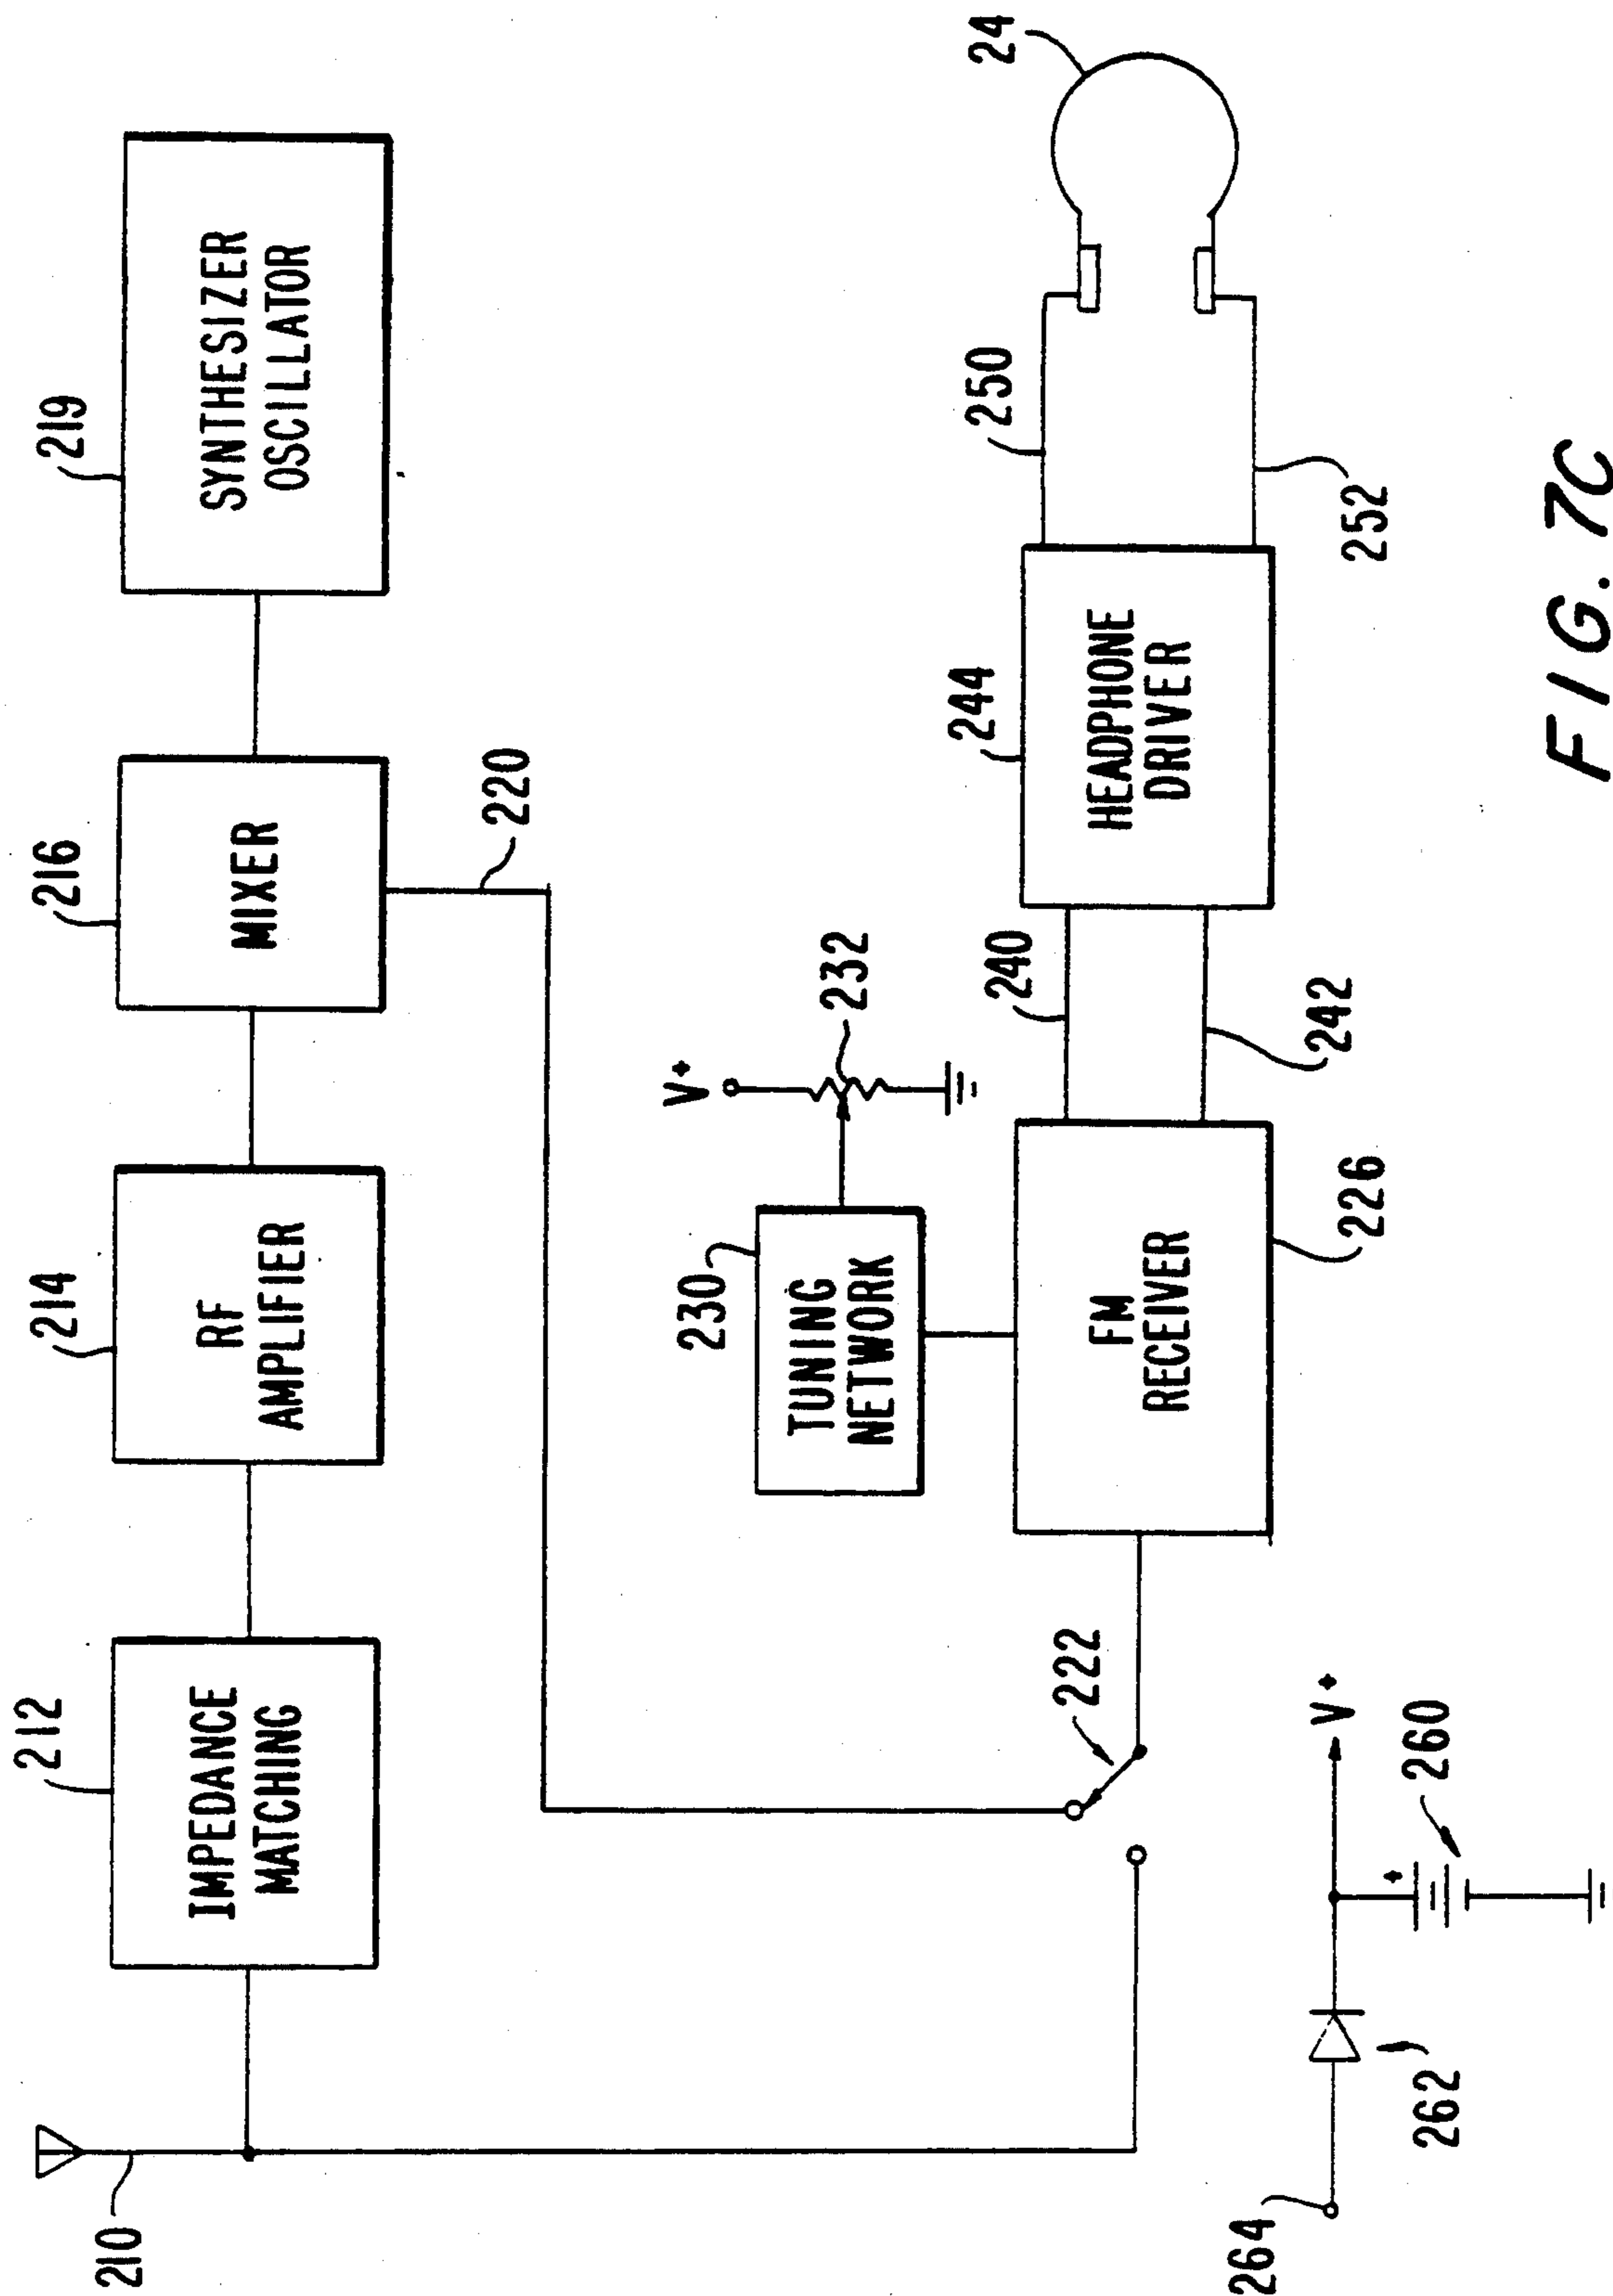 210
212
IMPEDANCE
MATCHING
214
RF
AMPLIFIER
216
MIXER
219
SYNTHESIZER
OSCILLATOR
220
222
230
TUNING
NETWORK
V+
232
FM
RECEIVER
226
240
242
244
HEADPHONE
DRIVER
250
252
24
264
262
+
260
V+
FIG. 7C